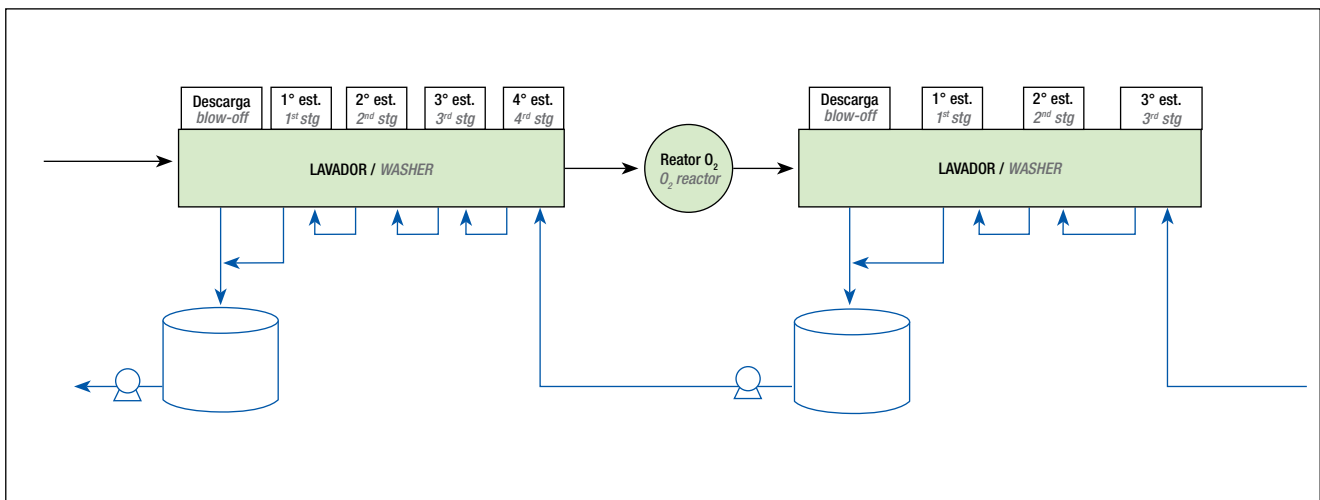 Descarga
blow-off
1° est.
1st stg
2° est.
2nd stg
3° est.
3rd stg
4° est.
4rd stg
LAVADOR / WASHER
Reator O2
O2 reactor
Descarga
blow-off
1° est.
1st stg
2° est.
2nd stg
3° est.
3rd stg
LAVADOR / WASHER